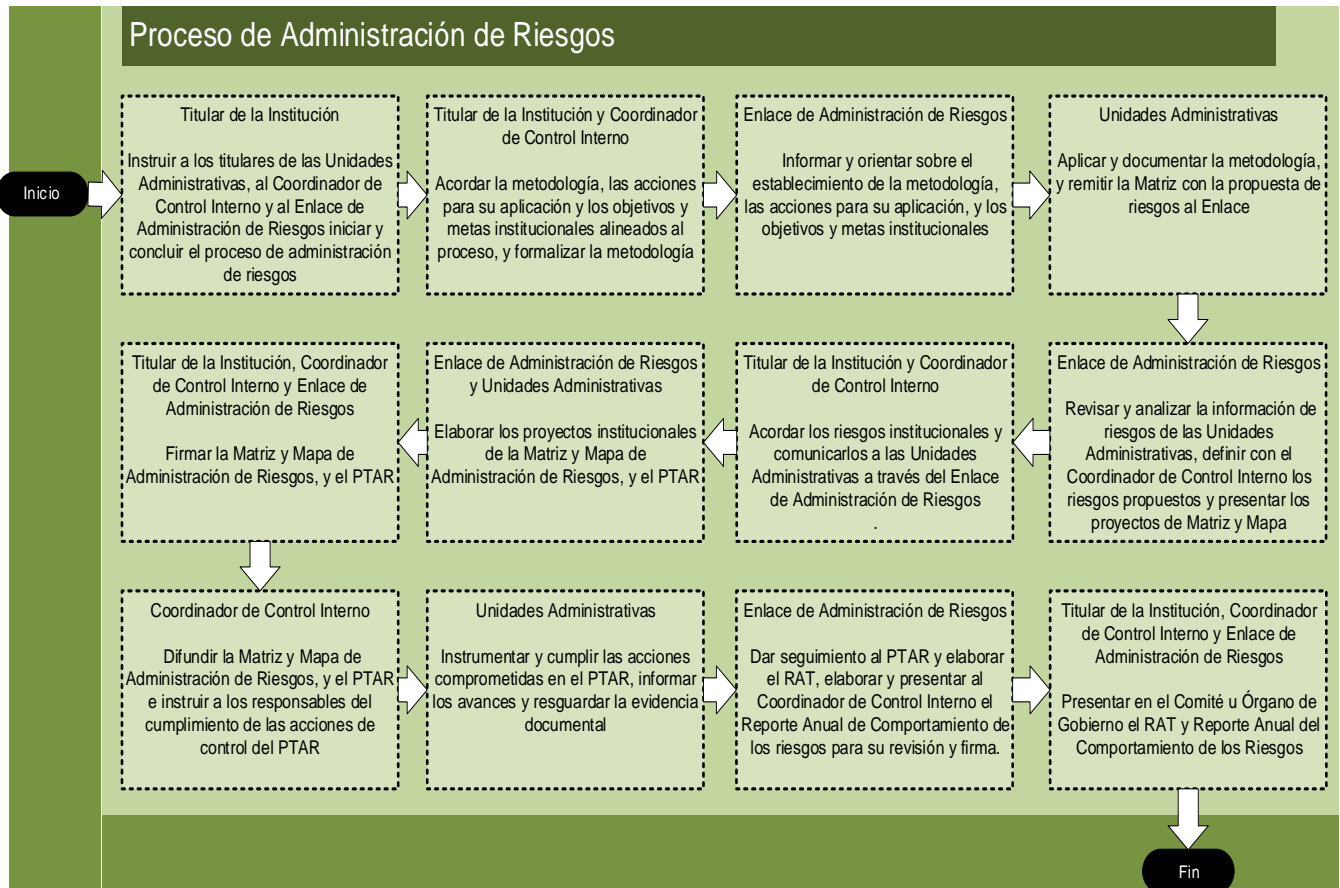 Proceso de Administración de Riesgos
Inicio
Titular de la Institución
Instruir a los titulares de las Unidades
Administrativas, al Coordinador de
Control Interno y al Enlace de
Administración de Riesgos iniciar y
concluir el proceso de administración
de riesgos
Titular de la Institución y Coordinador
de Control Interno
Acordar la metodología, las acciones
para su aplicación y los objetivos y
metas institucionales alineados al
proceso, y formalizar la metodología
Enlace de Administración de Riesgos
Informar y orientar sobre el
establecimiento de la metodología,
las acciones para su aplicación, y los
objetivos y metas institucionales
Unidades Administrativas
Aplicar y documentar la metodología,
y remitir la Matriz con la propuesta de
riesgos al Enlace
Enlace de Administración de Riesgos
Revisar y analizar la información de
riesgos de las Unidades
Administrativas, definir con el
Coordinador de Control Interno los
riesgos propuestos y presentar los
proyectos de Matriz y Mapa
Titular de la Institución y Coordinador
de Control Interno
Acordar los riesgos institucionales y
comunicarlos a las Unidades
Administrativas a través del Enlace
de Administración de Riesgos
.
Enlace de Administración de Riesgos
y Unidades Administrativas
Elaborar los proyectos institucionales
de la Matriz y Mapa de
Administración de Riesgos, y el PTAR
Titular de la Institución, Coordinador
de Control Interno y Enlace de
Administración de Riesgos
Firmar la Matriz y Mapa de
Administración de Riesgos, y el PTAR
Coordinador de Control Interno
Difundir la Matriz y Mapa de
Administración de Riesgos, y el PTAR
e instruir a los responsables del
cumplimiento de las acciones de
control del PTAR
Unidades Administrativas
Instrumentar y cumplir las acciones
comprometidas en el PTAR, informar
los avances y resguardar la evidencia
documental
Enlace de Administración de Riesgos
Dar seguimiento al PTAR y elaborar
el RAT, elaborar y presentar al
Coordinador de Control Interno el
Reporte Anual de Comportamiento de
los riesgos para su revisión y firma.
Titular de la Institución, Coordinador
de Control Interno y Enlace de
Administración de Riesgos
Presentar en el Comité u Órgano de
Gobierno el RAT y Reporte Anual del
Comportamiento de los Riesgos
Fin